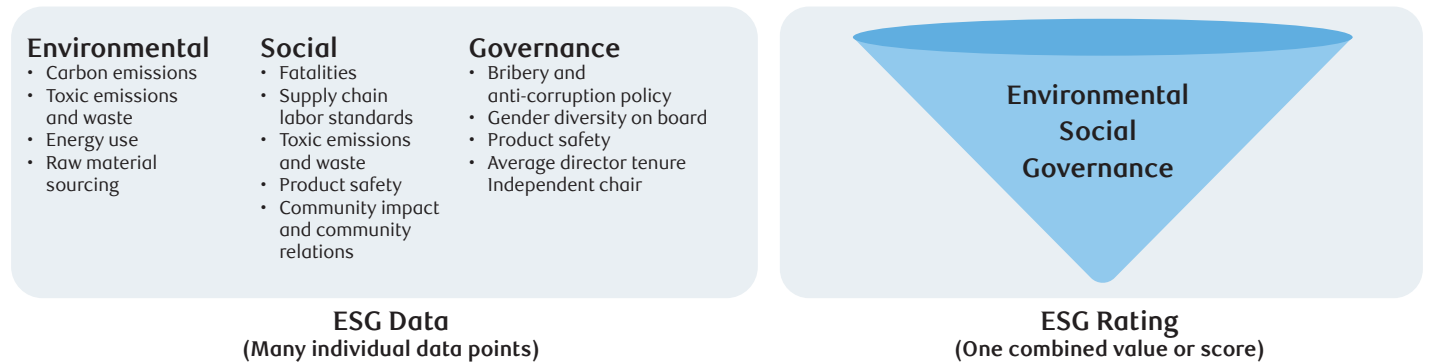 Environmental
• Carbon emissions
• Toxic emissions
and waste
• Energy use
• Raw material
sourcing
Social
• Fatalities
• Supply chain
labor standards
• Toxic emissions
and waste
• Product safety
• Community impact
and community
relations
Governance
• Bribery and
anti-corruption policy
• Gender diversity on board
• Product safety
• Average director tenure
Independent chair
ESG Data
(Many individual data points)
Environmental
Social
Governance
ESG Rating
(One combined value or score)